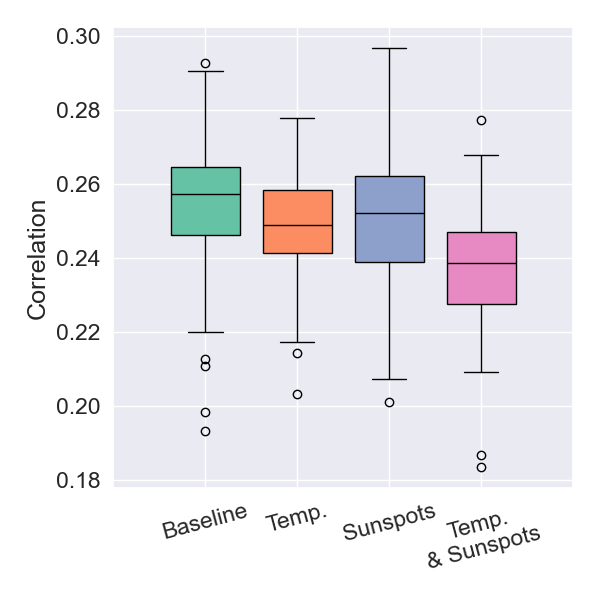 0.30
0.28
0.26
0.24
0.22
0.20
0.18
Correlation
Baseline
Temp.
Sunspots
Temp.
& Sunspots